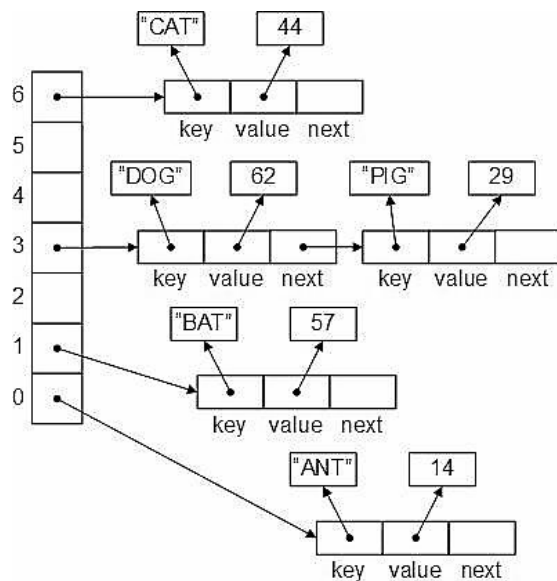 "CAT" 44
6
key value next
5
"DOG" 62 "PIG" 29
4
3
key value next key value next
2
"BAT" 57
1
0
key value next
"ANT" 14
key value next